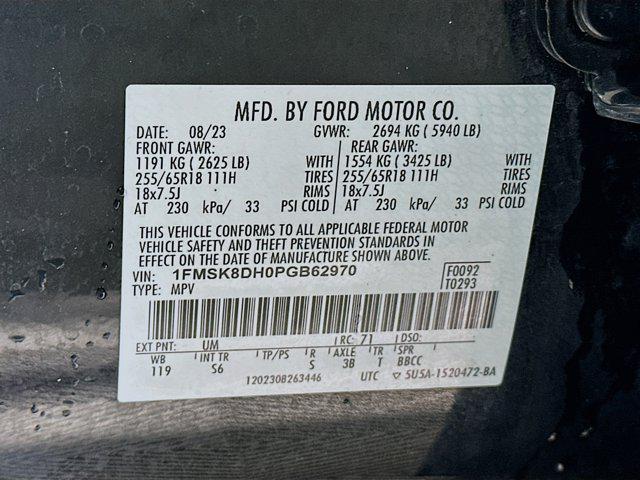 MFD. BY FORD MOTOR CO.
DATE: 08/23 GVWR: 2694 KG ( 5940 LB)
FRONT GAWR: REAR GAWR:
1191 KG ( 2625 LB) WITH 1554 KG ( 3425 LB) WITH
255/65R18 111H TIRES 255/65R18 111H TIRES
18x7.5J RIMS 18x7.5J RIMS
AT 230 kPa/ 33 PSI COLD AT 230 kPa/ 33 PSI COLD
THIS VEHICLE CONFORMS TO ALL APPLICABLE FEDERAL MOTOR
VEHICLE SAFETY AND THEFT PREVENTION STANDARDS IN
EFFECT ON THE DATE OF MANUFACTURE SHOWN ABOVE.
VIN: 1FMSK8DH0PGB62970 F0092
TYPE: MPV T0293
EXT PNT: UM RC: 71 DSO:
WB INT TR TP/PS R AXLE TR SPR
119 S6 S 3B T BBCC
1202308263446 UTC 5U5A-1520472-BA